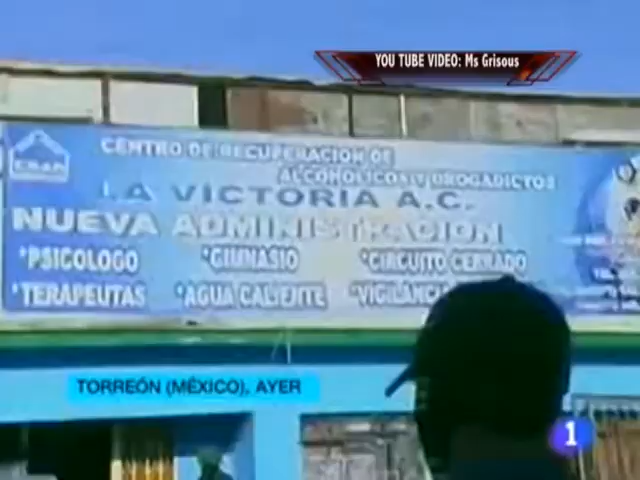 YOU TUBE VIDEO: Ms Grisous
CENTRO DE RECUPERACION DE
ALCOHOLICOS Y DROGADICTOS
LA VICTORIA A.C.
NUEVA ADMINISTRACION
*PSICOLOGO *GIMNASIO *CIRCUITO CERRADO
*TERAPEUTAS *AGUA CALIENTE *VIGILANCIA
TORREÓN (MÉXICO), AYER
1